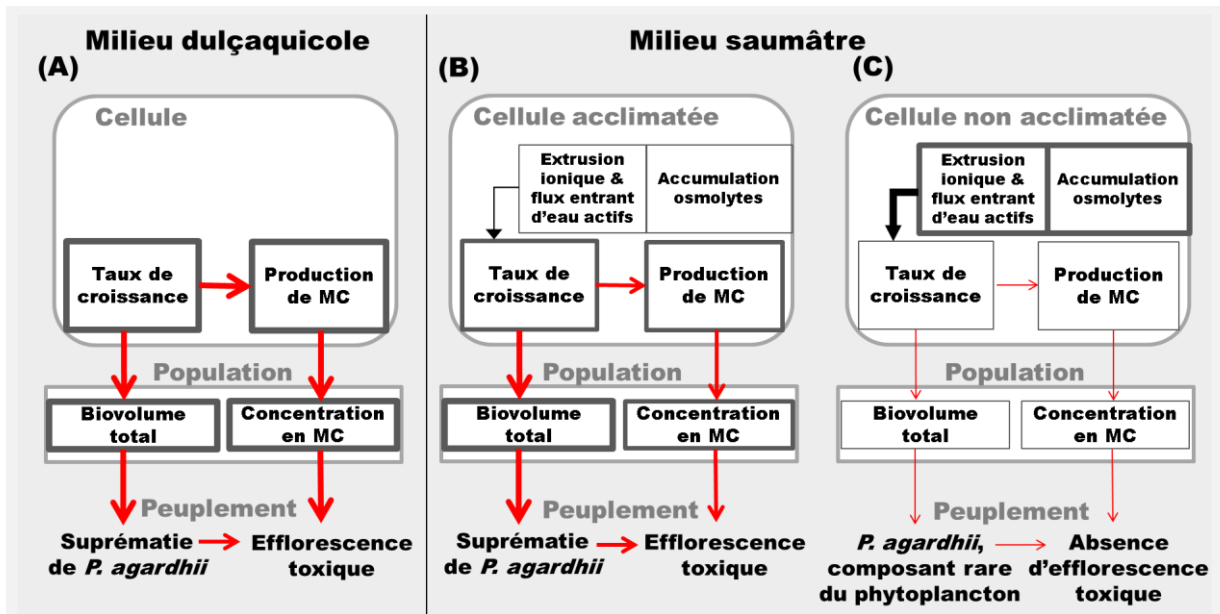 Milieu dulçaquicole
Milieu saumâtre
(A)
Cellule
Taux de
croissance
Production
de MC
Population
Biovolume
total
Concentration
en MC
Peuplement
Suprématie
de P. agardhii
Efflorescence
toxique
(B)
Cellule acclimatée
Extrusion
ionique &
flux entrant
d'eau actifs
Accumulation
osmolytes
Taux de
croissance
Production
de MC
Population
Biovolume
total
Concentration
en MC
Peuplement
Suprématie
de P. agardhii
Efflorescence
toxique
(C)
Cellule non acclimatée
Extrusion
ionique &
flux entrant
d'eau actifs
Accumulation
osmolytes
Taux de
croissance
Production
de MC
Population
Biovolume
total
Concentration
en MC
Peuplement
P. agardhii,
composant rare
du phytoplancton
Absence
d'efflorescence
toxique